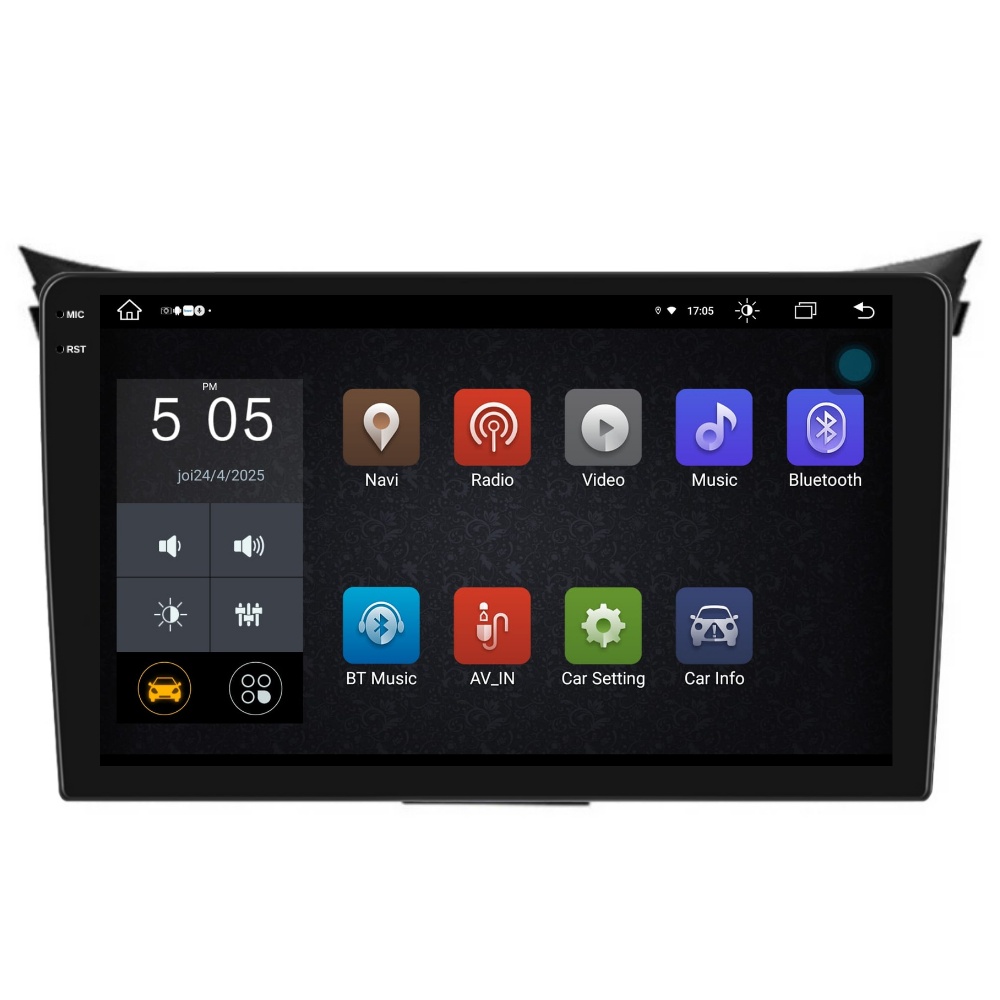 MIC
RST
17:05
PM
5 05
joi24/4/2025
Navi
Radio
Video
Music
Bluetooth
BT Music
AV_IN
Car Setting
Car Info